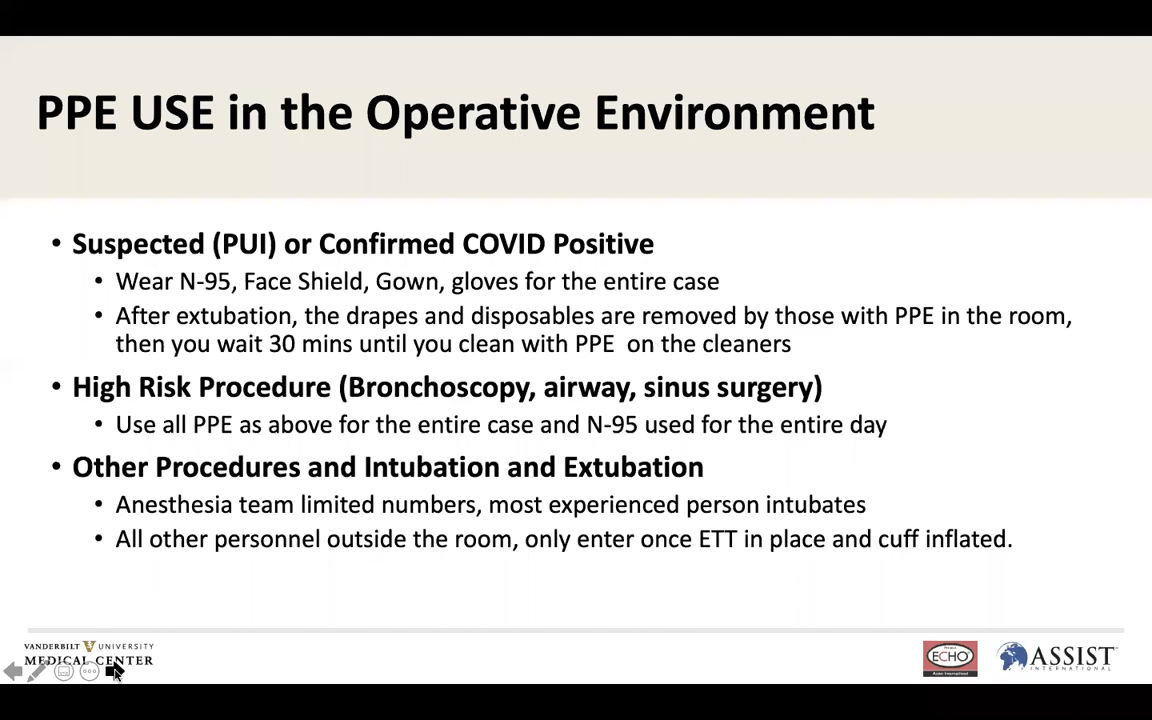 PPE USE in the Operative Environment
• Suspected (PUI) or Confirmed COVID Positive
• Wear N-95, Face Shield, Gown, gloves for the entire case
• After extubation, the drapes and disposables are removed by those with PPE in the room,
then you wait 30 mins until you clean with PPE  on the cleaners
• High Risk Procedure (Bronchoscopy, airway, sinus surgery)
• Use all PPE as above for the entire case and N-95 used for the entire day
• Other Procedures and Intubation and Extubation
• Anesthesia team limited numbers, most experienced person intubates
• All other personnel outside the room, only enter once ETT in place and cuff inflated.
VANDERBILT UNIVERSITY
MEDICAL CENTER
ECHO
ASSIST
INTERNATIONAL